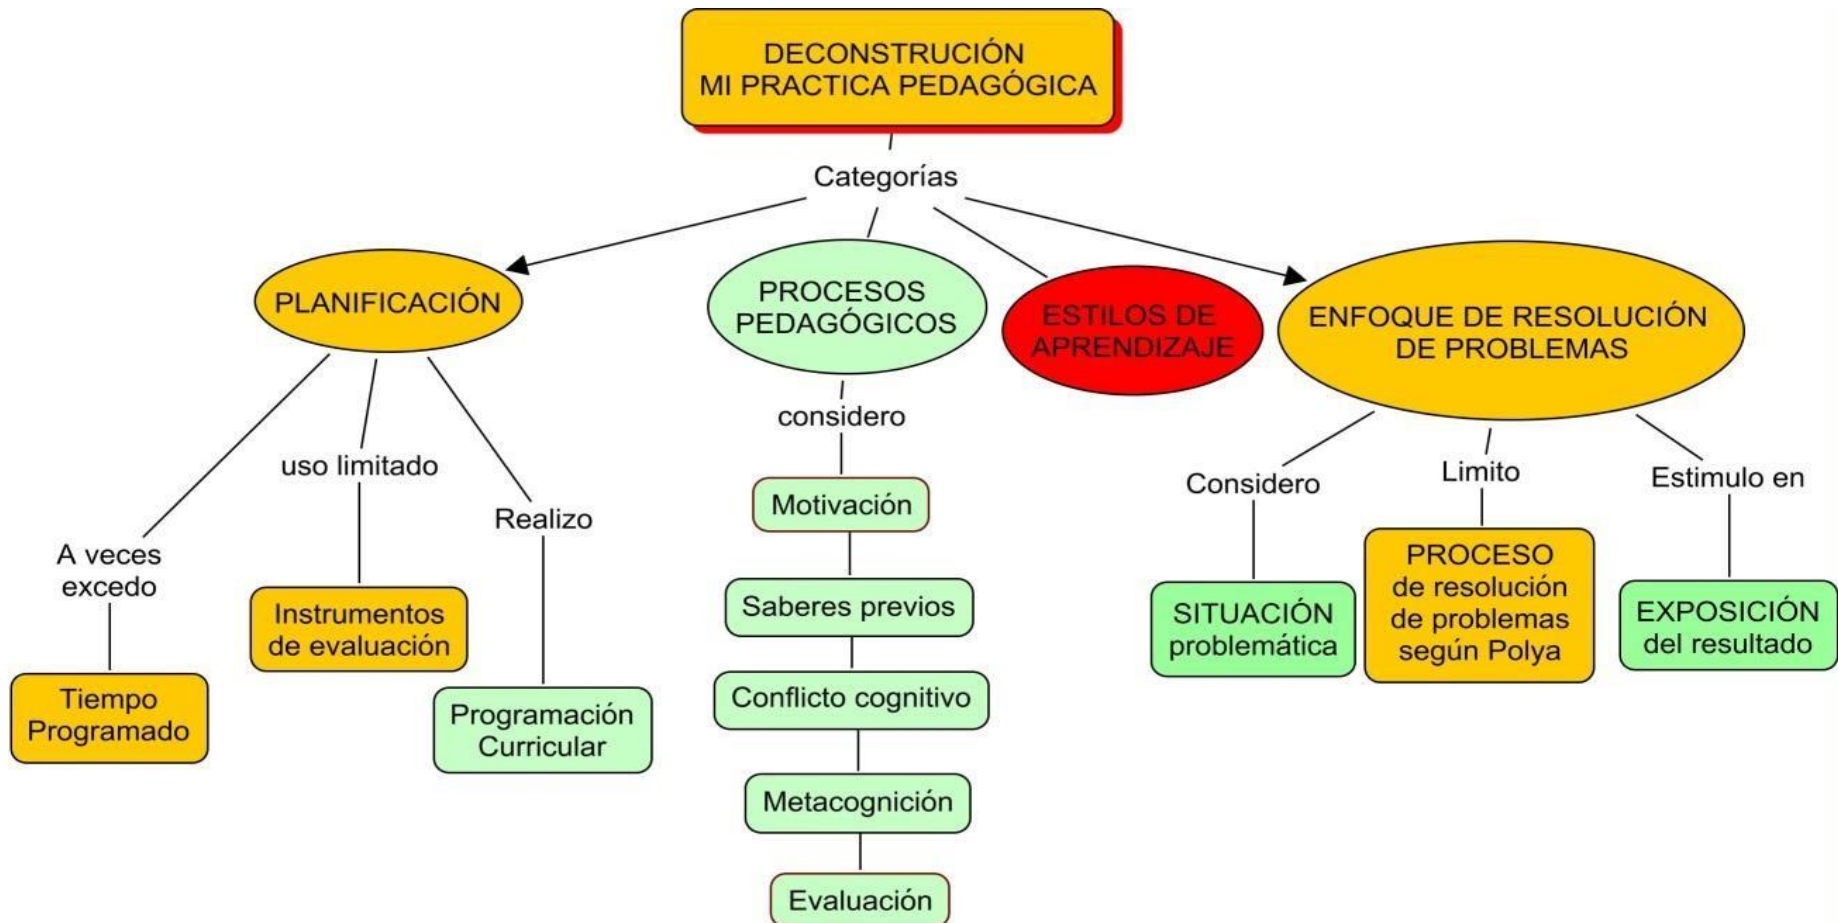 DECONSTRUCIÓN
MI PRACTICA PEDAGÓGICA
Categorías
PLANIFICACIÓN
PROCESOS
PEDAGÓGICOS
ESTILOS DE
APRENDIZAJE
ENFOQUE DE RESOLUCIÓN
DE PROBLEMAS
A veces
excedo
Tiempo
Programado
uso limitado
Instrumentos
de evaluación
Realizo
Programación
Curricular
considero
Motivación
Saberes previos
Conflicto cognitivo
Metacognición
Evaluación
Considero
SITUACIÓN
problemática
Limito
PROCESO
de resolución
de problemas
según Polya
Estimulo en
EXPOSICIÓN
del resultado